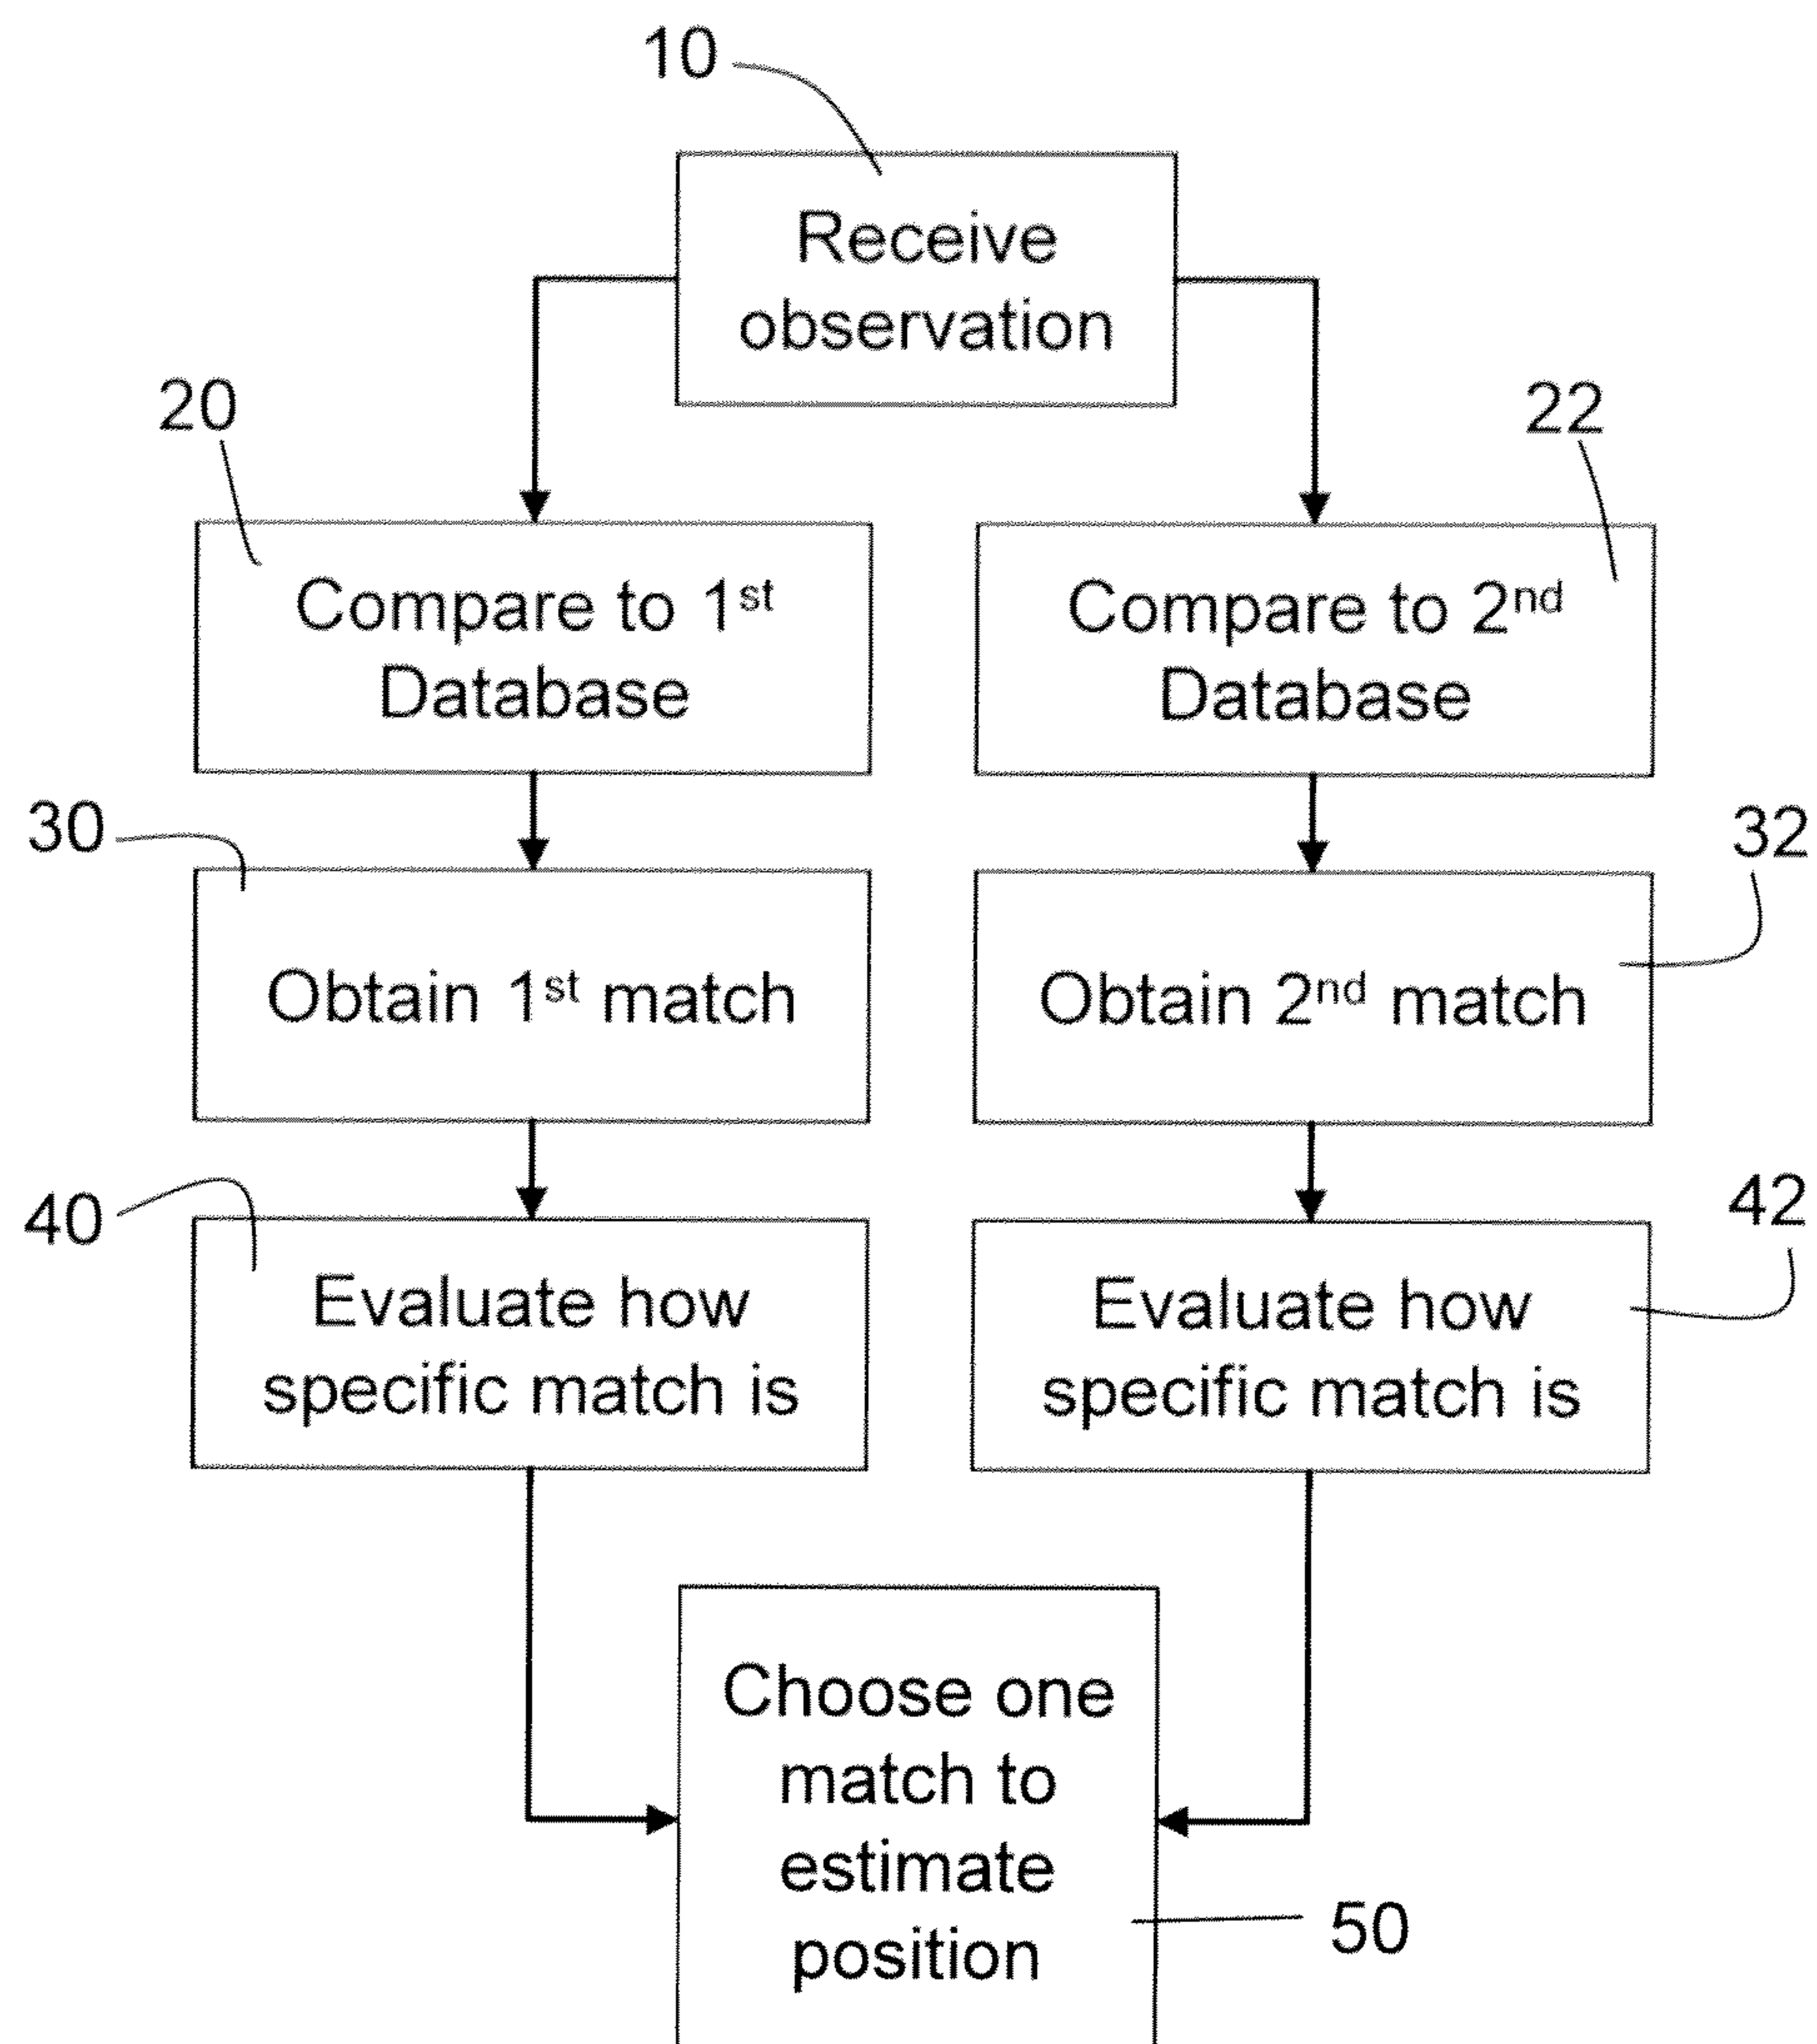 10
Receive
observation
20
22
Compare to 1st
Database
Compare to 2nd
Database
30
32
Obtain 1st match
Obtain 2nd match
40
42
Evaluate how
specific match is
Evaluate how
specific match is
Choose one
match to
estimate
position
50